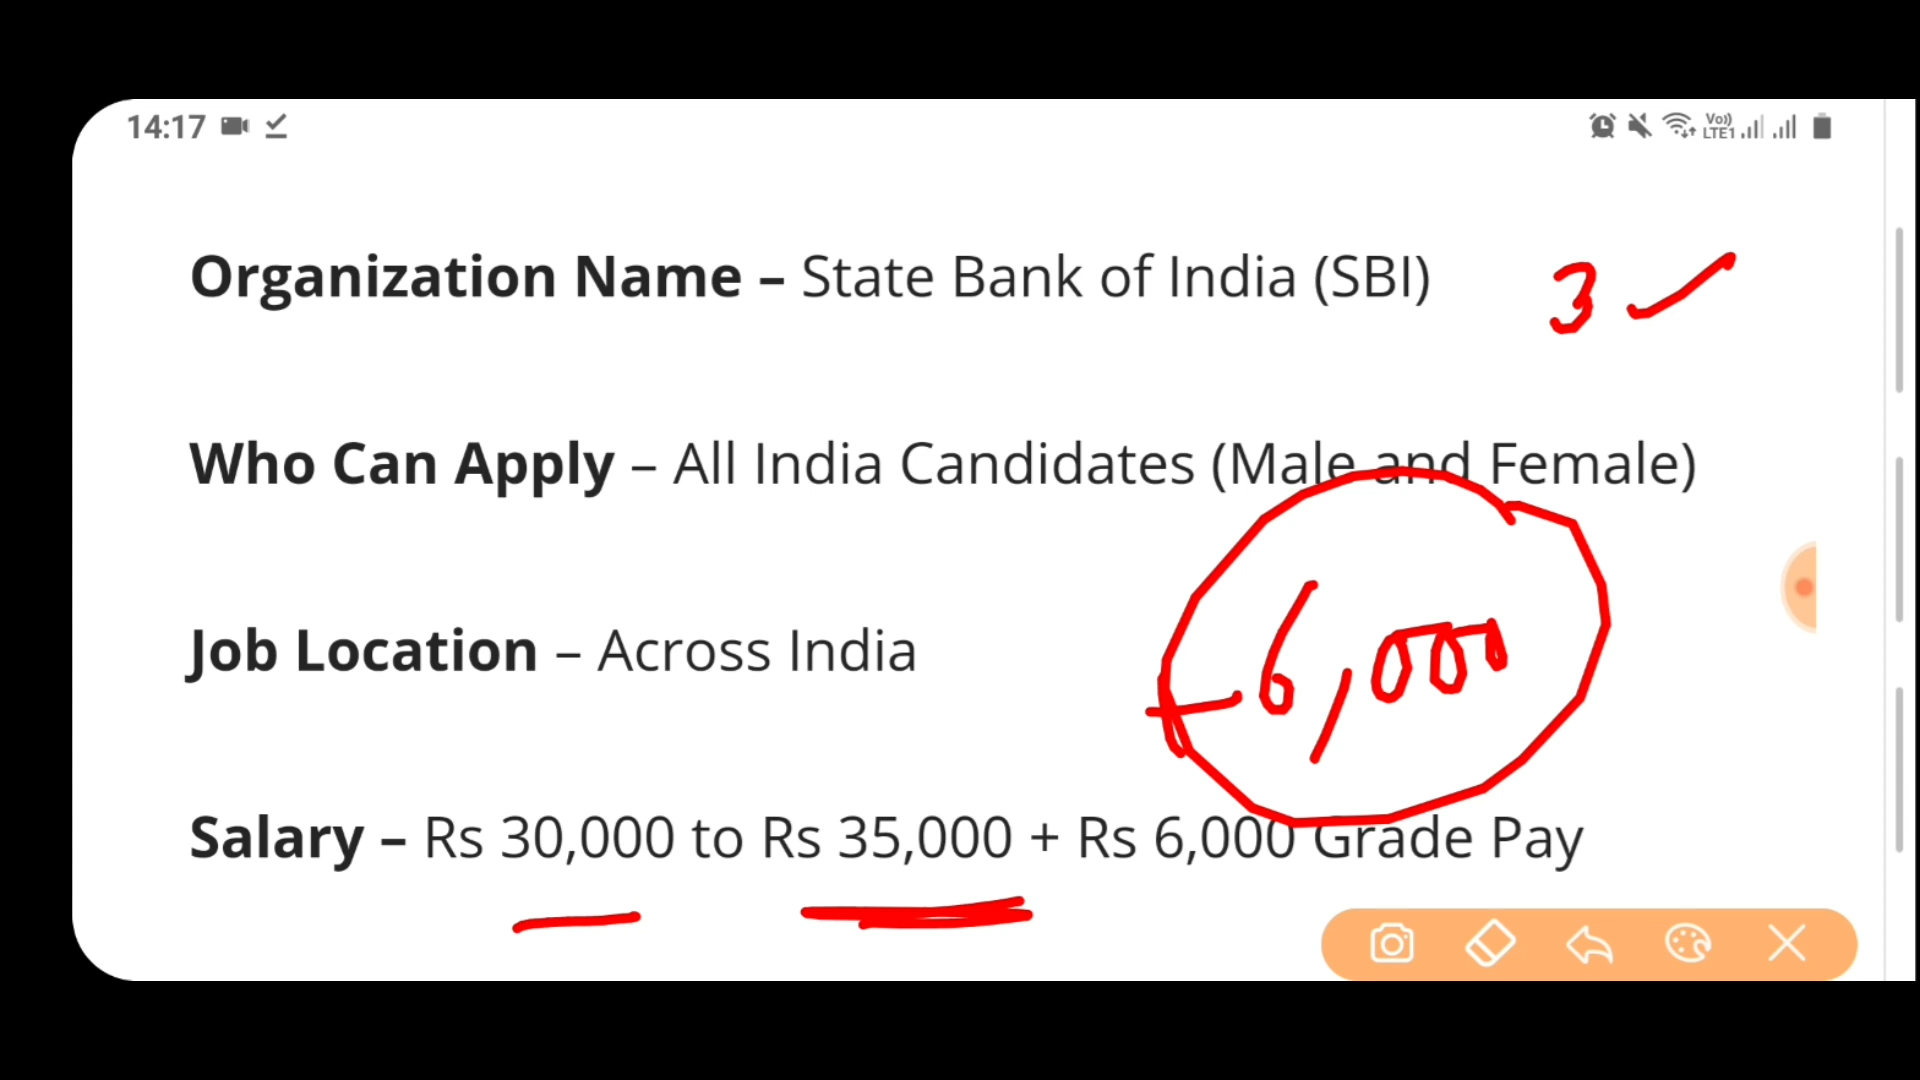 14:17
Vo)) LTE1
Organization Name – State Bank of India (SBI)
3
Who Can Apply – All India Candidates (Male and Female)
6,000
Job Location – Across India
Salary – Rs 30,000 to Rs 35,000 + Rs 6,000 Grade Pay